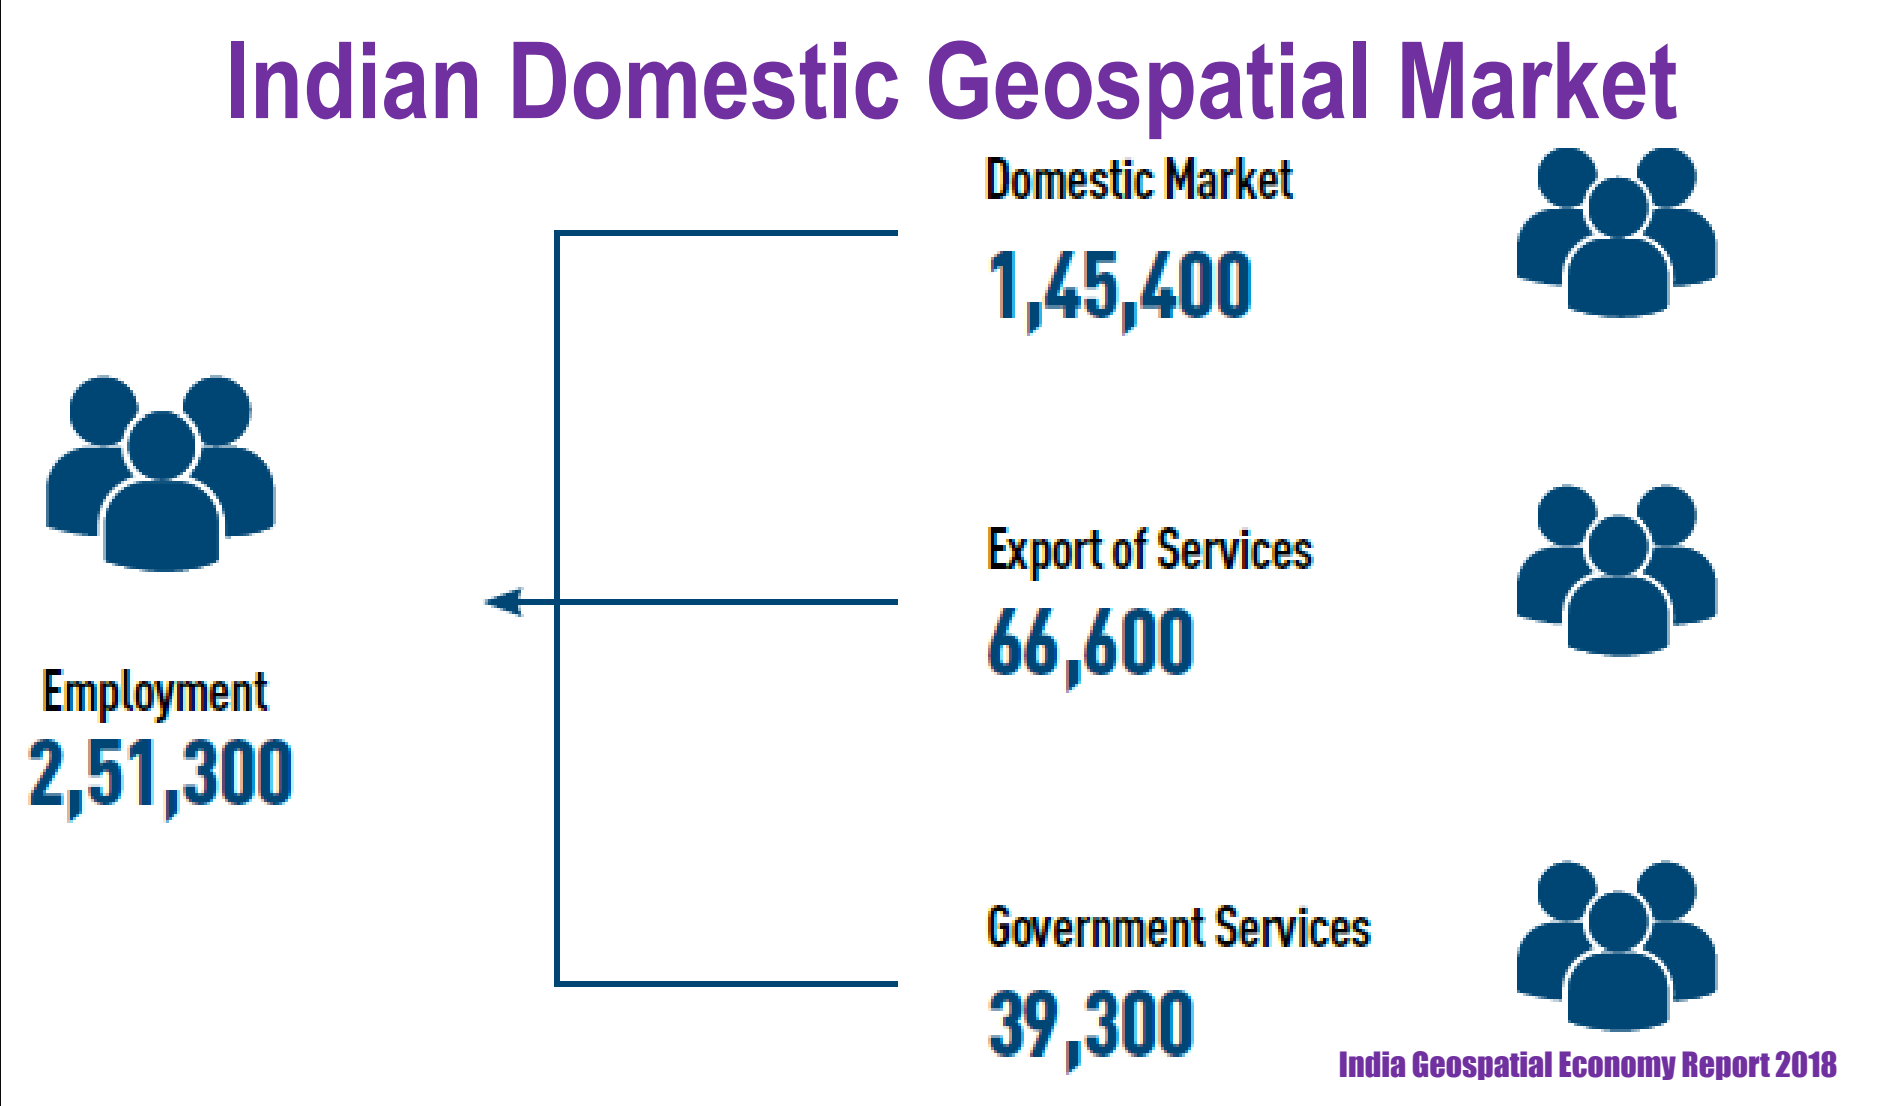 Indian Domestic Geospatial Market
Domestic Market
1,45,400
Export of Services
66,600
Employment
2,51,300
Government Services
39,300
India Geospatial Economy Report 2018